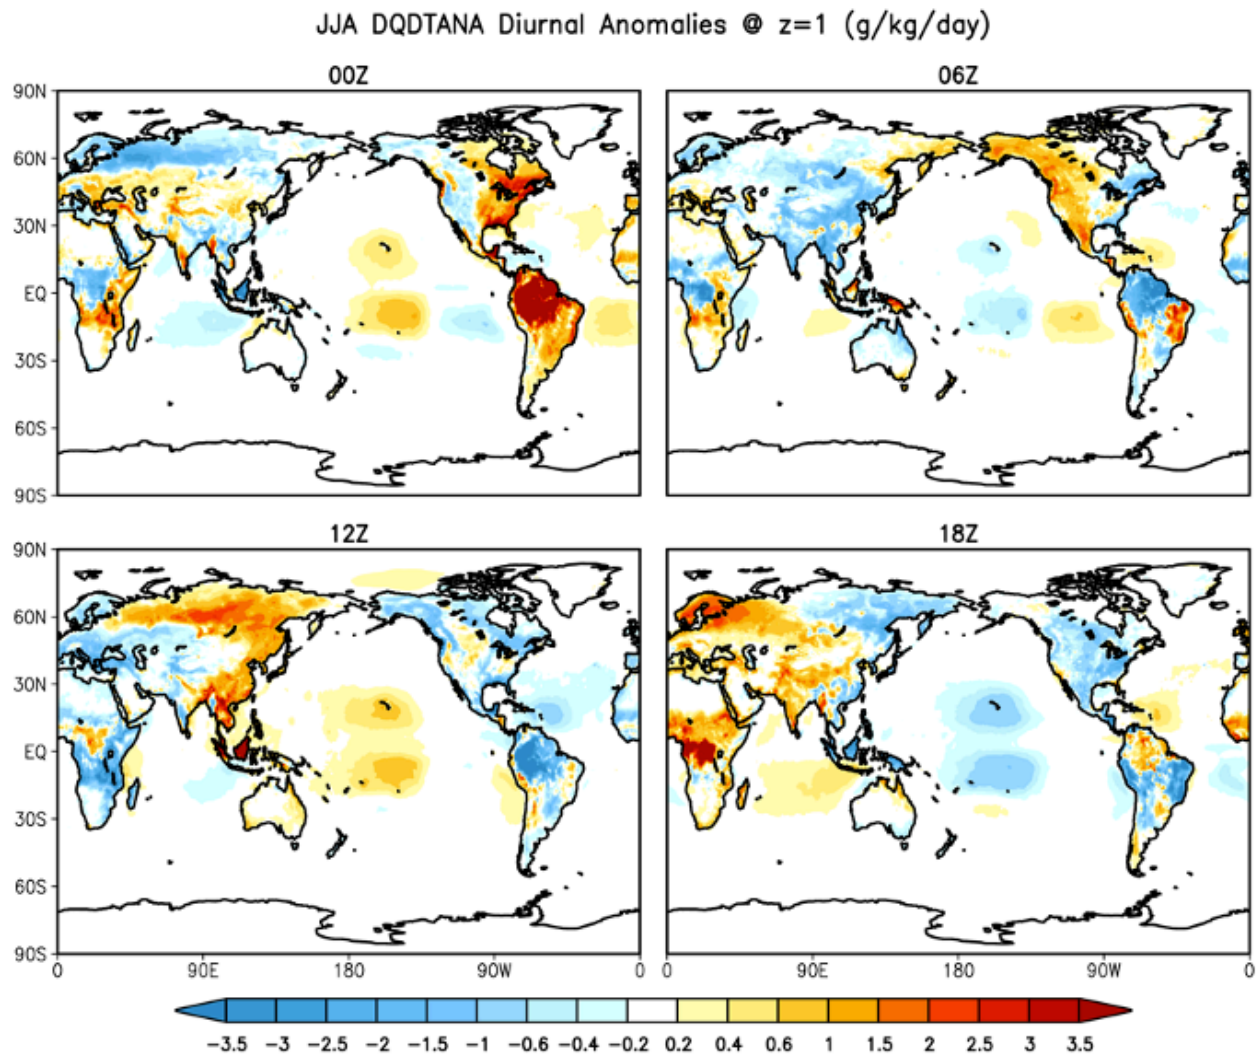 JJA DQDTANA Diurnal Anomalies @ z=1 (g/kg/day)
00Z 06Z
90N
60N
30N
EQ
30S
60S
90S
12Z 18Z
90N
60N
30N
EQ
30S
60S
90S
0 90E 180 90W 0 0 90E 180 90W 0
-3.5 -3 -2.5 -2 -1.5 -1 -0.6 -0.4 -0.2 0.2 0.4 0.6 1 1.5 2 2.5 3 3.5